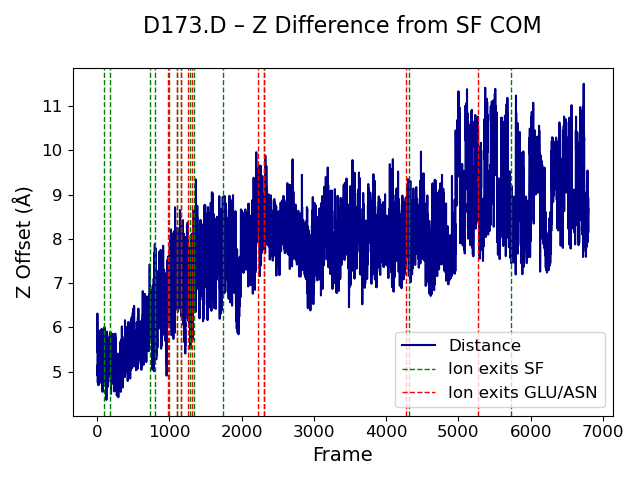 D173.D – Z Difference from SF COM
Z Offset (Å)
11
10
9
8
7
6
5
Distance
Ion exits SF
Ion exits GLU/ASN
0 1000 2000 3000 4000 5000 6000 7000
Frame